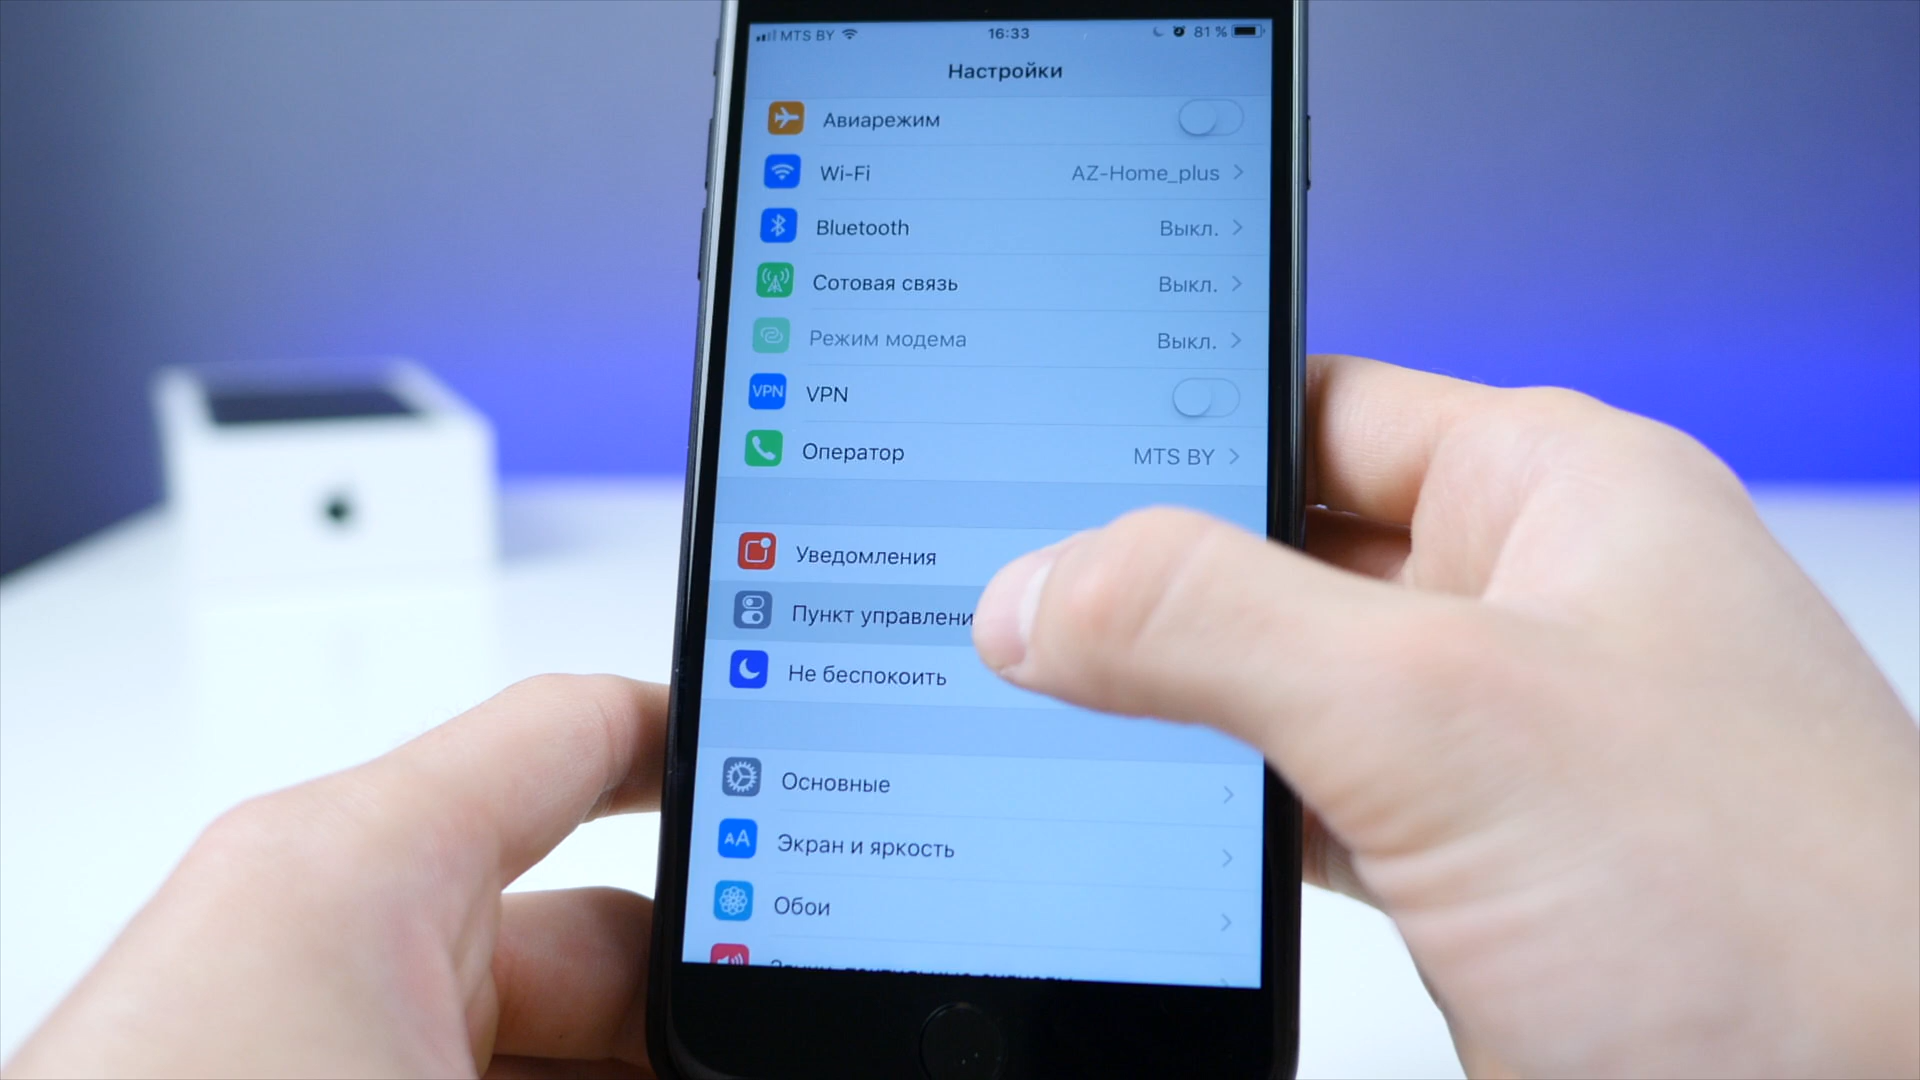 MTS BY 16:33 81 %
Настройки
Авиарежим
Wi-Fi AZ-Home_plus
Bluetooth Выкл.
Сотовая связь Выкл.
Режим модема Выкл.
VPN VPN
Оператор MTS BY
Уведомления
Пункт управлени
Не беспокоить
Основные
AA Экран и яркость
Обои